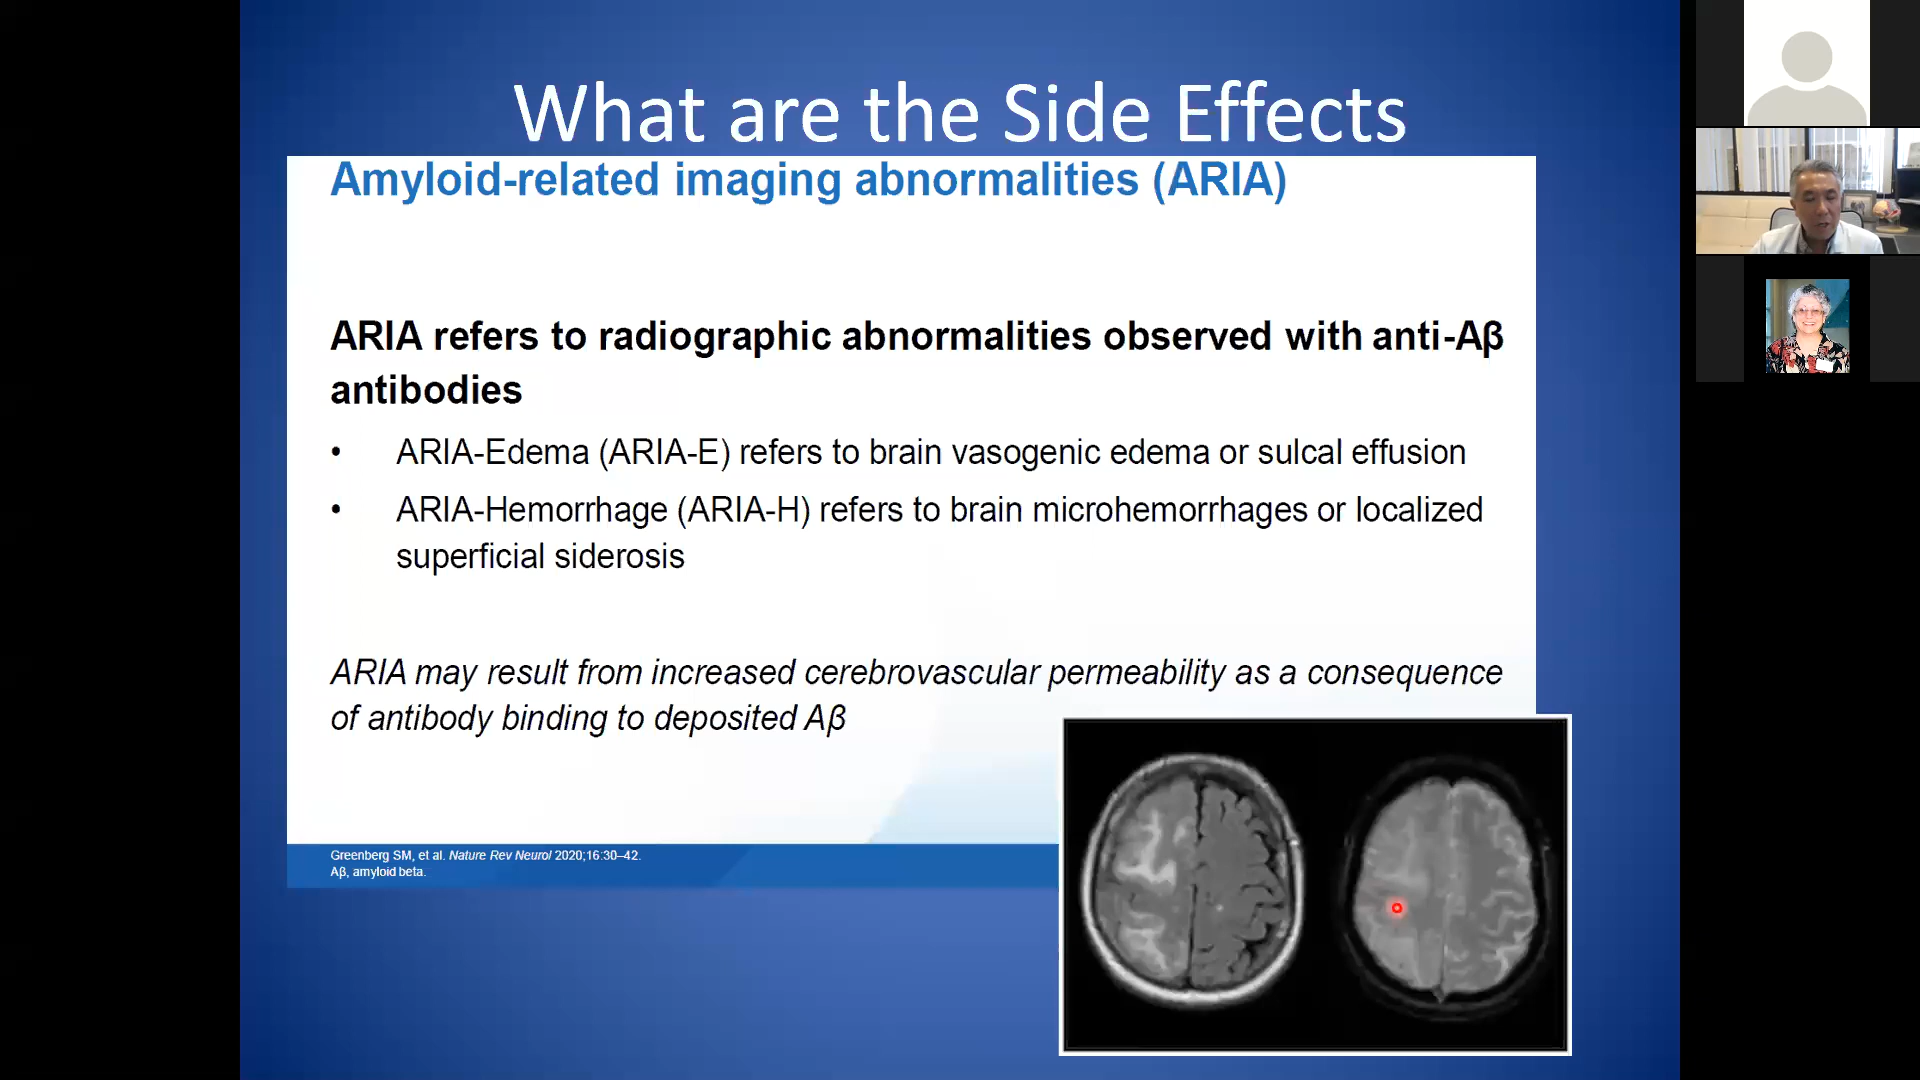 What are the Side Effects
Amyloid-related imaging abnormalities (ARIA)
ARIA refers to radiographic abnormalities observed with anti-Aβ
antibodies
• ARIA-Edema (ARIA-E) refers to brain vasogenic edema or sulcal effusion
• ARIA-Hemorrhage (ARIA-H) refers to brain microhemorrhages or localized
superficial siderosis
ARIA may result from increased cerebrovascular permeability as a consequence
of antibody binding to deposited Aβ
Greenberg SM, et al. Nature Rev Neurol 2020;16:30–42.
Aβ, amyloid beta.